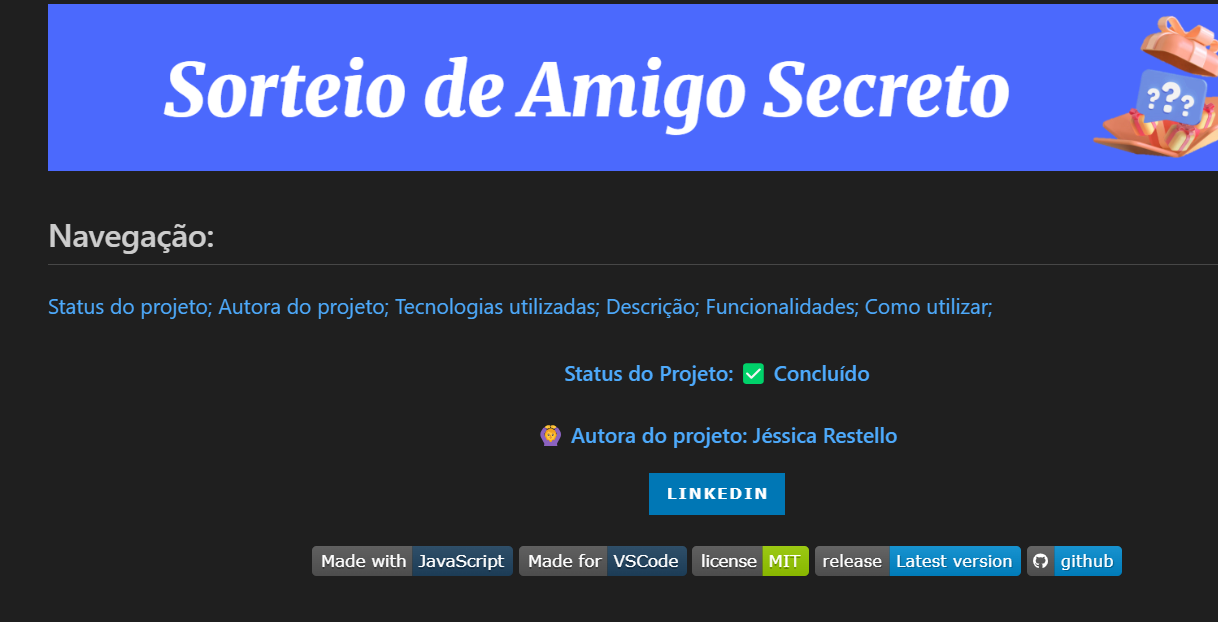 Sorteio de Amigo Secreto
???
Navegação:
Status do projeto; Autora do projeto; Tecnologias utilizadas; Descrição; Funcionalidades; Como utilizar;
Status do Projeto: ✅ Concluído
🙆 Autora do projeto: Jéssica Restello
LINKEDIN
Made with JavaScript Made for VSCode license MIT release Latest version github